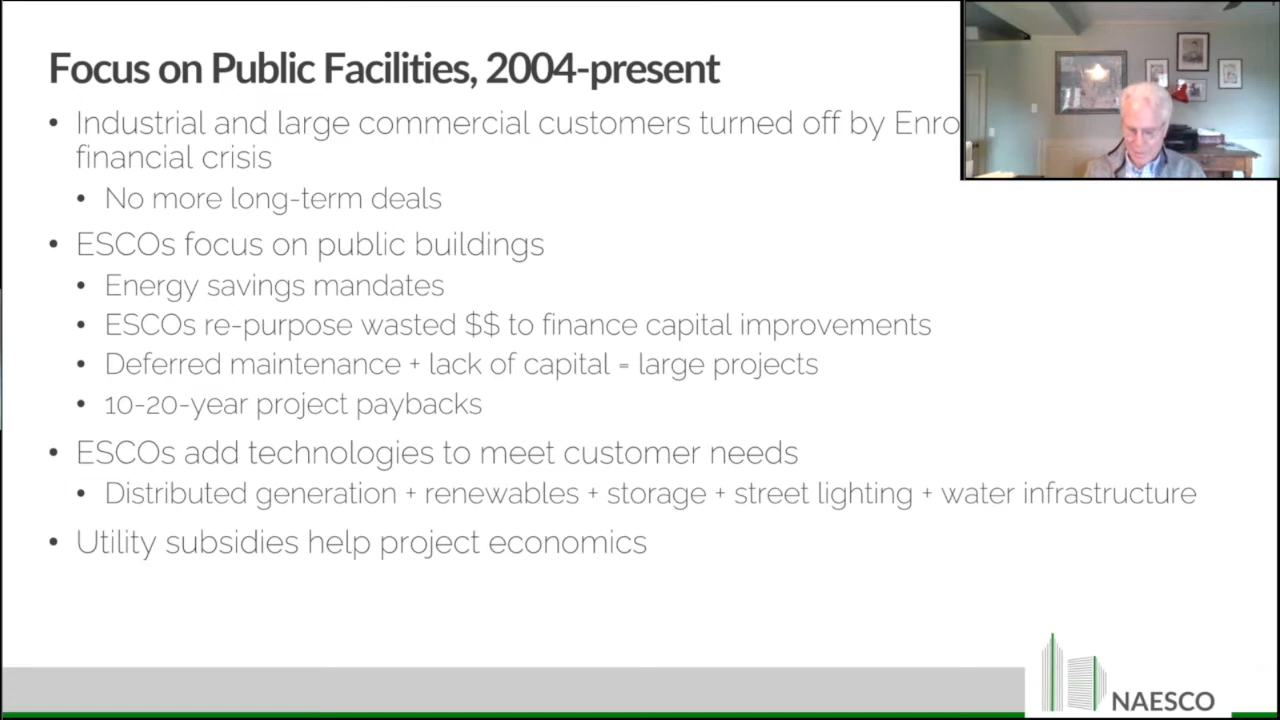 Focus on Public Facilities, 2004-present
• Industrial and large commercial customers turned off by Enro
financial crisis
• No more long-term deals
• ESCOs focus on public buildings
• Energy savings mandates
• ESCOs re-purpose wasted $$ to finance capital improvements
• Deferred maintenance + lack of capital = large projects
• 10-20-year project paybacks
• ESCOs add technologies to meet customer needs
• Distributed generation + renewables + storage + street lighting + water infrastructure
• Utility subsidies help project economics
NAESCO